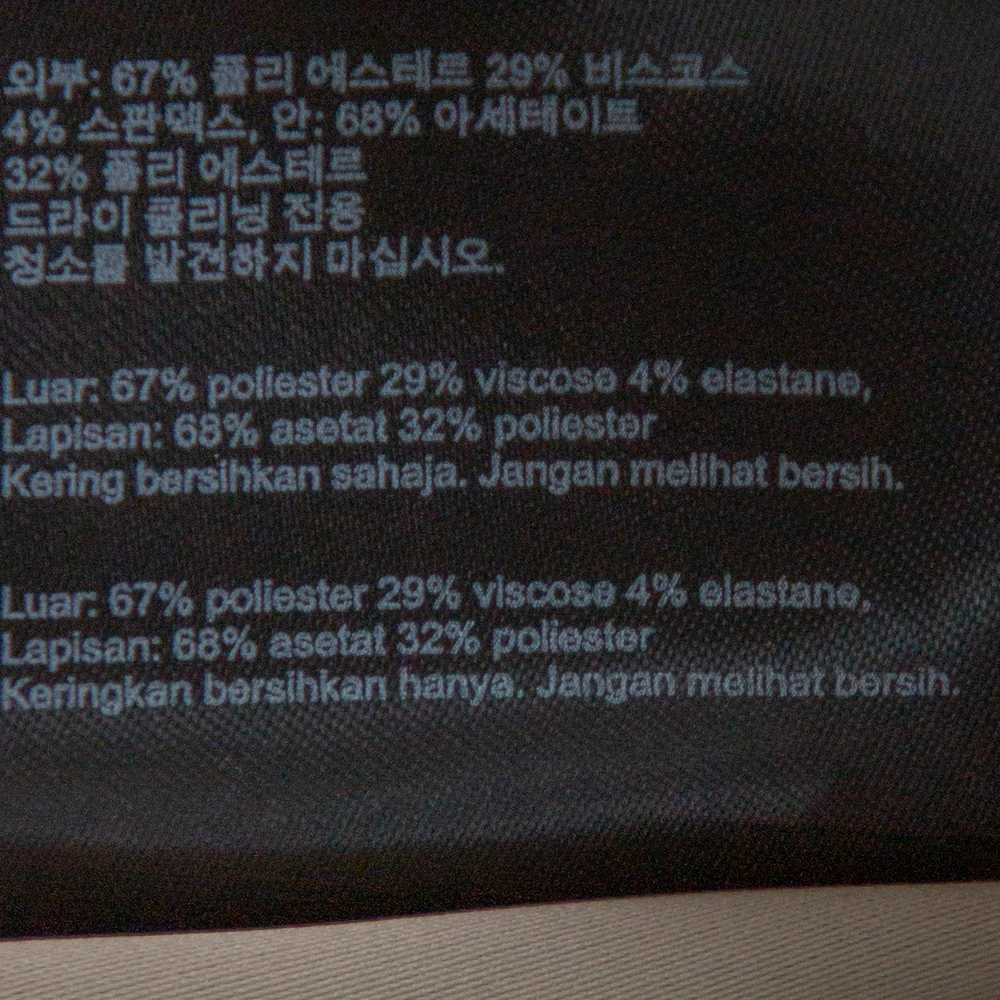 외부: 67% 폴리 에스테르 29% 비스코스
4% 스판덱스, 안: 68% 아세테이트
32% 폴리 에스테르
드라이 클리닝 전용
청소를 발견하지 마십시오.
Luar: 67% poliester 29% viscose 4% elastane,
Lapisan: 68% asetat 32% poliester
Kering bersihkan sahaja. Jangan melihat bersih.
Luar: 67% poliester 29% viscose 4% elastane,
Lapisan: 68% asetat 32% poliester
Keringkan bersihkan hanya. Jangan melihat bersih.